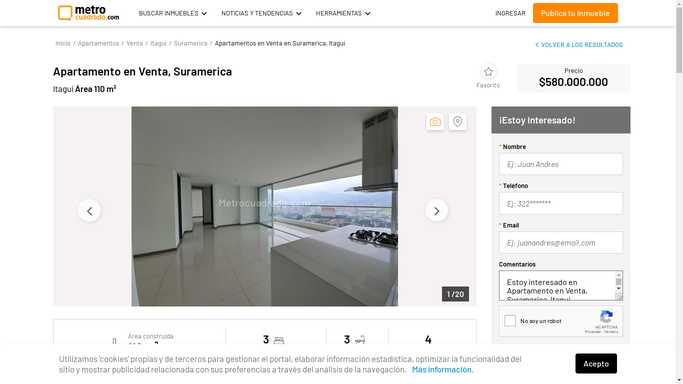 metro
cuadrado.com
BUSCAR INMUEBLES
NOTICIAS Y TENDENCIAS
HERRAMIENTAS
INGRESAR
Publica tu Inmueble
Inicio / Apartamentos / Venta / Itagui / Suramerica / Apartamentos en Venta en Suramerica, Itagui
VOLVER A LOS RESULTADOS
Apartamento en Venta, Suramerica
Itagui Área 110 m²
Favorito
Precio
$580.000.000
Metrocuadrado.com
1 /20
¡Estoy Interesado!
* Nombre
Ej: Juan Andres
* Teléfono
Ej: 322*******
* Email
Ej: juanandres@email.com
Comentarios
Estoy interesado en
Apartamento en Venta,
No soy un robot
reCAPTCHA
Privacidad - Términos
Área construida
3
3
4
Utilizamos 'cookies' propias y de terceros para gestionar el portal, elaborar información estadística, optimizar la funcionalidad del
sitio y mostrar publicidad relacionada con sus preferencias a través del análisis de la navegación. Más información.
Acepto